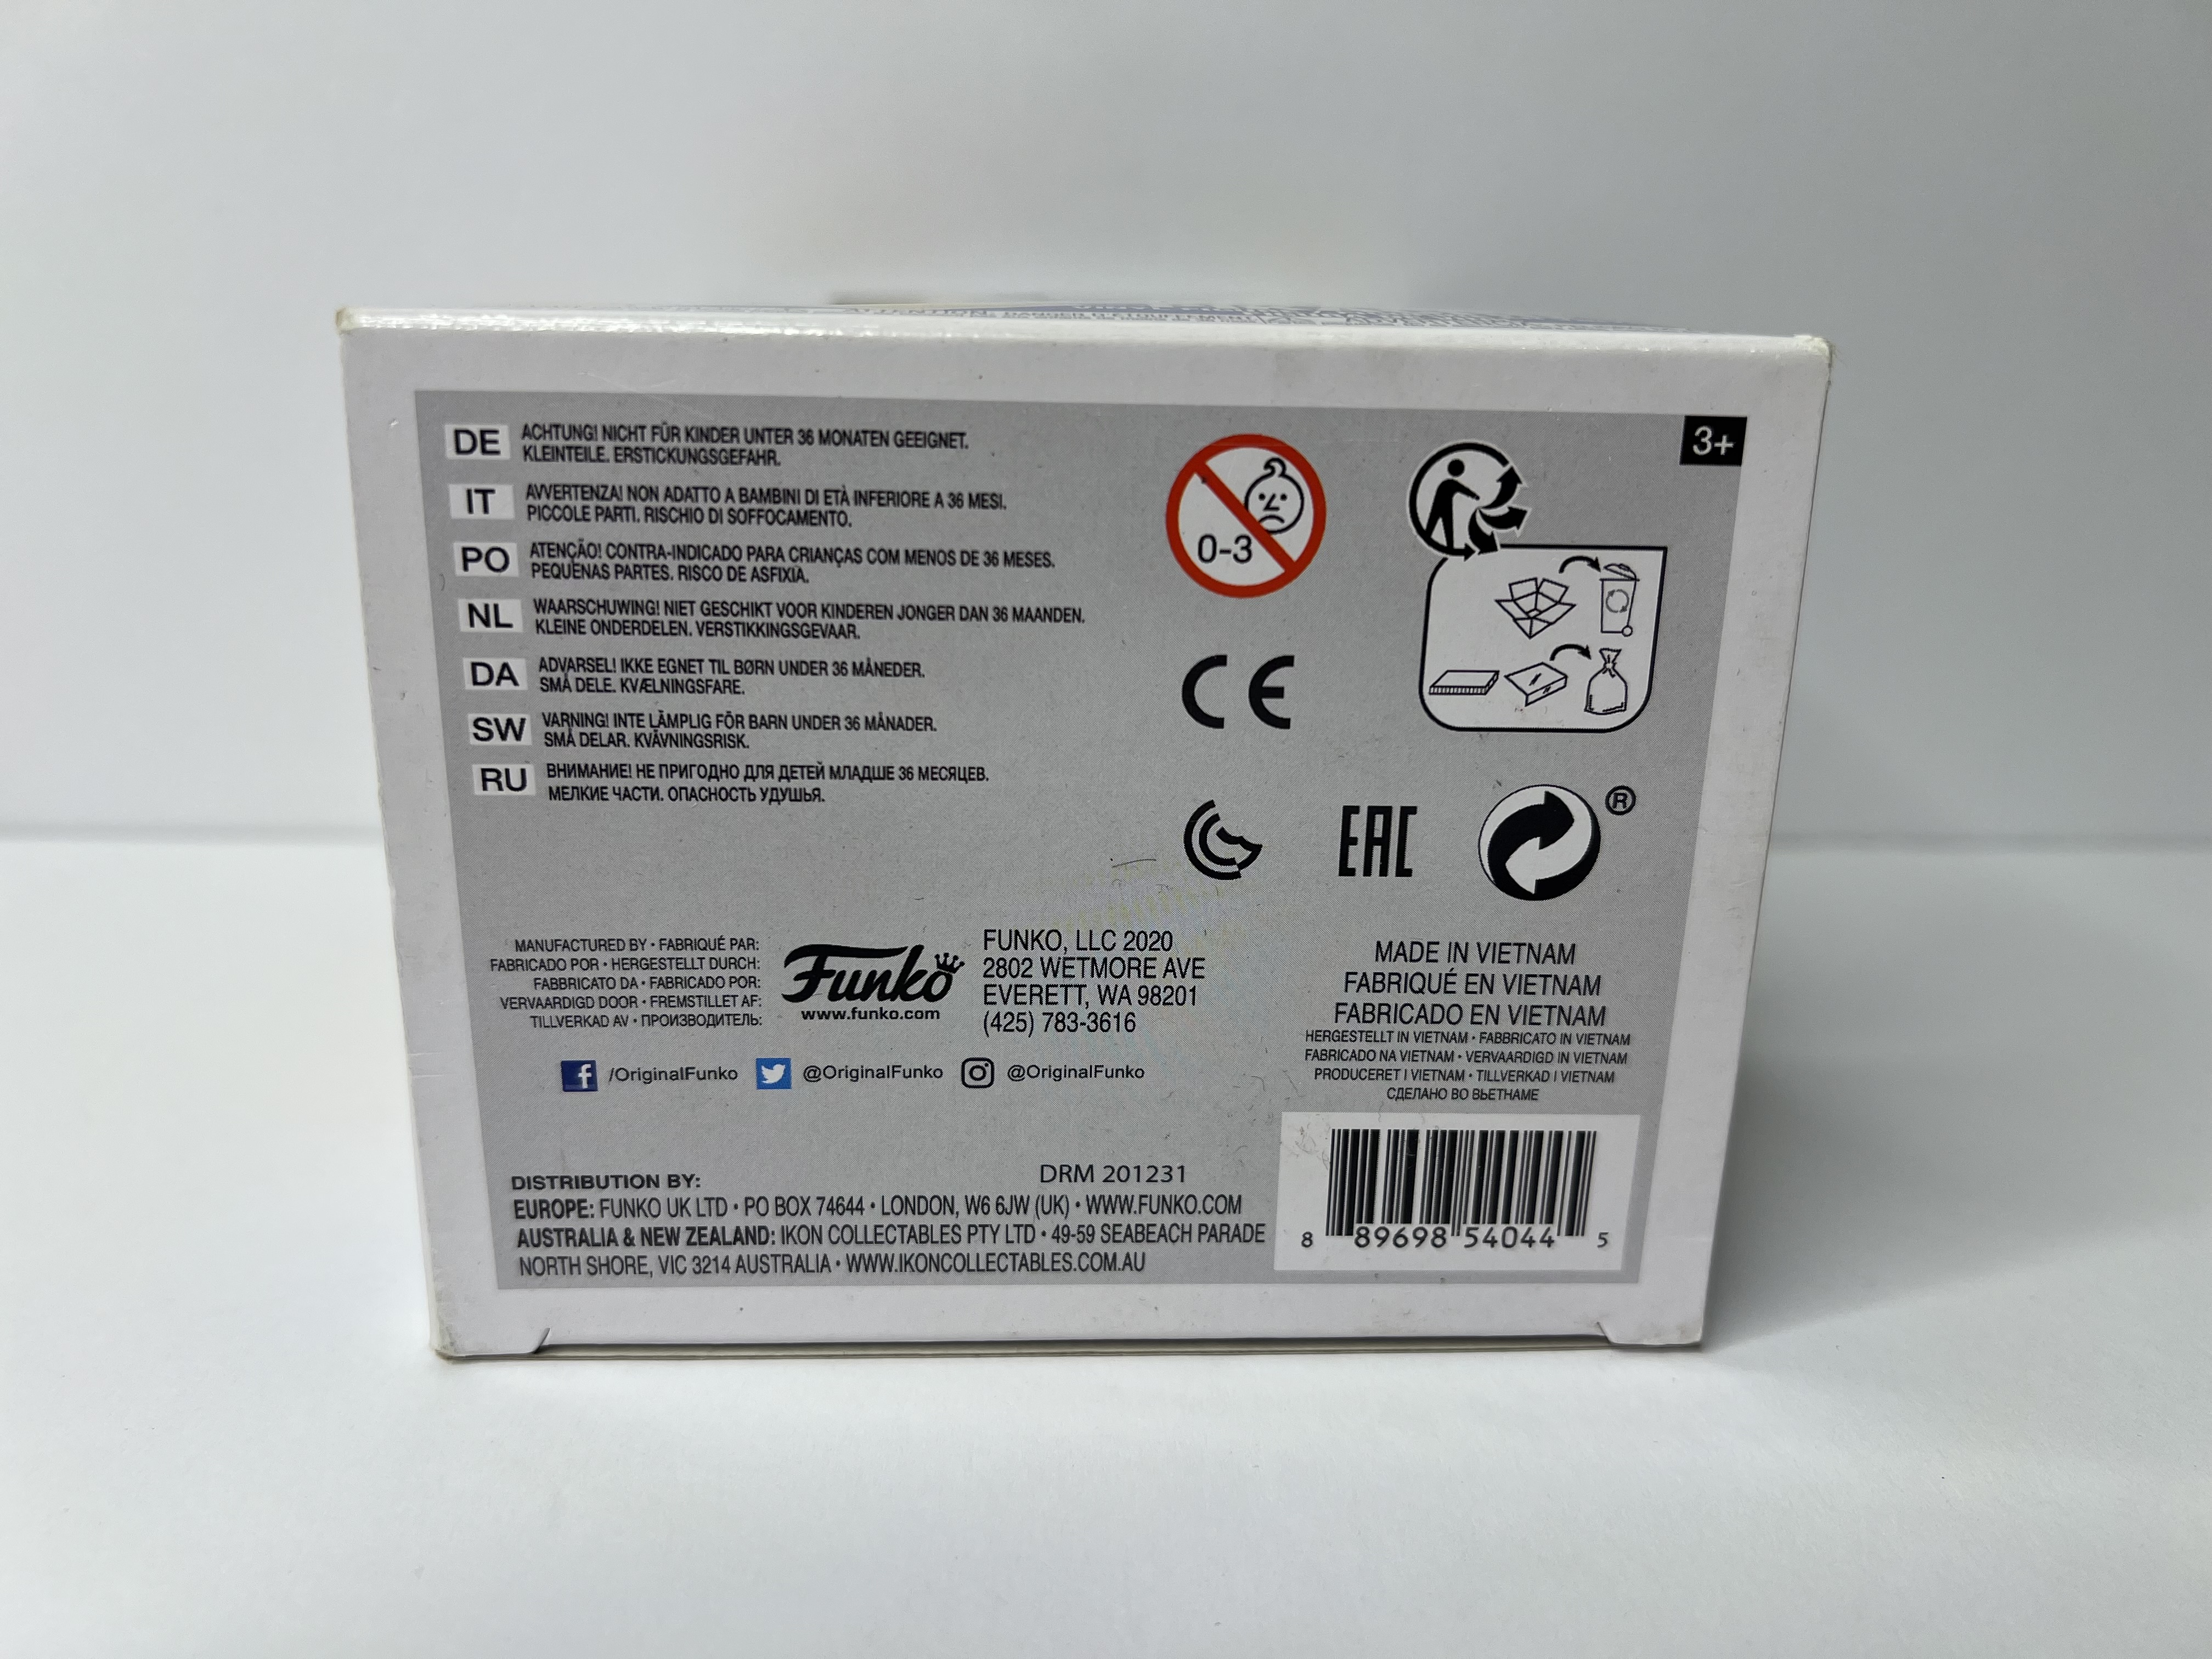 DE ACHTUNG! NICHT FÜR KINDER UNTER 36 MONATEN GEEIGNET.
KLEINTEILE. ERSTICKUNGSGEFAHR.
IT AVVERTENZA! NON ADATTO A BAMBINI DI ETÀ INFERIORE A 36 MESI.
PICCOLE PARTI. RISCHIO DI SOFFOCAMENTO.
PO ATENÇÃO! CONTRA-INDICADO PARA CRIANÇAS COM MENOS DE 36 MESES.
PEQUENAS PARTES. RISCO DE ASFIXIA.
NL WAARSCHUWING! NIET GESCHIKT VOOR KINDEREN JONGER DAN 36 MAANDEN.
KLEINE ONDERDELEN. VERSTIKKINGSGEVAAR.
DA ADVARSEL! IKKE EGNET TIL BØRN UNDER 36 MÅNEDER.
SMÅ DELE. KVÆLNINGSFARE.
SW VARNING! INTE LÄMPLIG FÖR BARN UNDER 36 MÅNADER.
SMÅ DELAR. KVÄVNINGSRISK.
RU ВНИМАНИЕ! НЕ ПРИГОДНО ДЛЯ ДЕТЕЙ МЛАДШЕ 36 МЕСЯЦЕВ.
МЕЛКИЕ ЧАСТИ. ОПАСНОСТЬ УДУШЬЯ.
0-3
3+
CE
EAC
®
MANUFACTURED BY • FABRIQUÉ PAR:
FABRICADO POR • HERGESTELLT DURCH:
FABBRICATO DA • FABRICADO POR:
VERVAARDIGD DOOR • FREMSTILLET AF:
TILLVERKAD AV • ПРОИЗВОДИТЕЛЬ:
Funko
www.funko.com
FUNKO, LLC 2020
2802 WETMORE AVE
EVERETT, WA 98201
(425) 783-3616
/OriginalFunko @OriginalFunko @OriginalFunko
MADE IN VIETNAM
FABRIQUÉ EN VIETNAM
FABRICADO EN VIETNAM
HERGESTELLT IN VIETNAM • FABBRICATO IN VIETNAM
FABRICADO NA VIETNAM • VERVAARDIGD IN VIETNAM
PRODUCERET I VIETNAM • TILLVERKAD I VIETNAM
СДЕЛАНО ВО ВЬЕТНАМЕ
DRM 201231
DISTRIBUTION BY:
EUROPE: FUNKO UK LTD • PO BOX 74644 • LONDON, W6 6JW (UK) • WWW.FUNKO.COM
AUSTRALIA & NEW ZEALAND: IKON COLLECTABLES PTY LTD • 49-59 SEABEACH PARADE
NORTH SHORE, VIC 3214 AUSTRALIA • WWW.IKONCOLLECTABLES.COM.AU
8 89698 54044 5